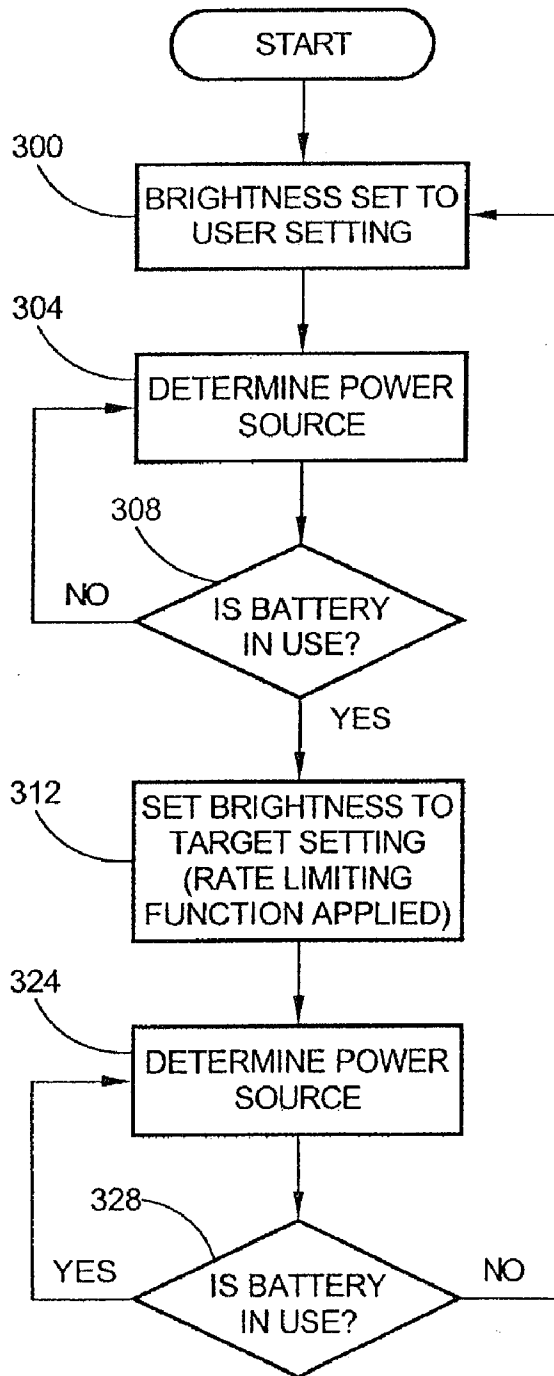 START
300
BRIGHTNESS SET TO
USER SETTING
304
DETERMINE POWER
SOURCE
308
NO
IS BATTERY
IN USE?
YES
312
SET BRIGHTNESS TO
TARGET SETTING
(RATE LIMITING
FUNCTION APPLIED)
324
DETERMINE POWER
SOURCE
328
YES
IS BATTERY
IN USE?
NO